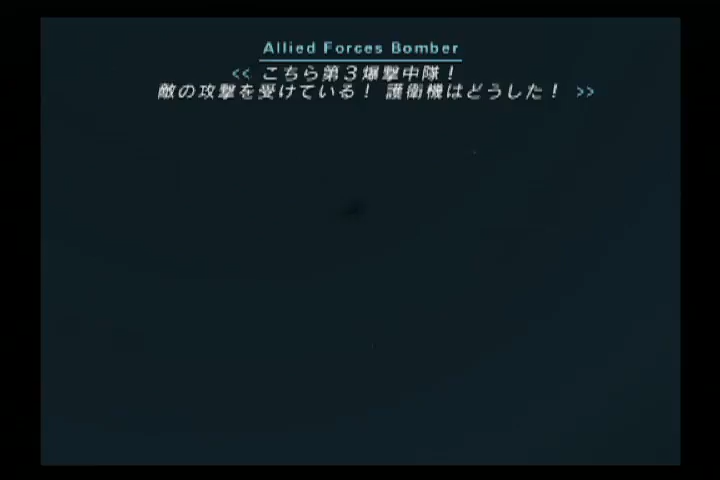 Allied Forces Bomber
<< こちら第3爆撃中隊！
敵の攻撃を受けている！ 護衛機はどうした！ >>